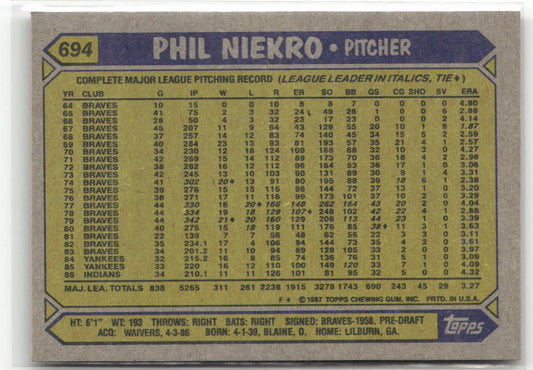 694
PHIL NIEKRO • PITCHER
COMPLETE MAJOR LEAGUE PITCHING RECORD (LEAGUE LEADER IN ITALICS, TIE ♦)
YR CLUB G IP W L R ER SO BB GS CG SHO SV ERA
64 BRAVES 10 15 0 0 10 8 8 7 0 0 0 0 4.80
65 BRAVES 41 75 2 3 32 24 49 26 1 0 0 6 2.88
66 BRAVES 28 50 4 3 32 23 17 23 0 0 0 2 4.14
67 BRAVES 46 207 11 9 64 43 129 55 20 10 1 9 1.87
68 BRAVES 37 257 14 12 83 74 140 45 34 15 5 2 2.59
69 BRAVES 40 284 23 13 93 81 193 57 35 21 4 1 2.57
70 BRAVES 34 230 12 18 124 109 168 68 32 10 3 0 4.27
71 BRAVES 42 269 15 14 112 89 173 70 36 18 4 2 2.98
72 BRAVES 38 282 16 12 112 96 164 53 36 17 1 0 3.06
73 BRAVES 42 245 13 10 103 90 131 89 30 9 1 4 3.31
74 BRAVES 41 302 20♦ 13 91 80 195 88 39 18 6 1 2.38
75 BRAVES 39 276 15 15 115 98 144 72 37 13 1 0 3.20
76 BRAVES 38 271 17 11 116 99 173 101 37 10 2 0 3.29
77 BRAVES 44 330 16 20♦ 166 148 262 164 43 20 2 0 4.04
78 BRAVES 44 334 19 18 129 107♦ 248 102 42 22 4 1 2.88
79 BRAVES 44 342 21♦ 20 160 129 208 113 44 23 1 0 3.39
80 BRAVES 40 275 15 18 119 111 176 85 38♦ 11 3 1 3.63
81 BRAVES 22 139 7 7 56 48 62 56 22 3 3 0 3.11
82 BRAVES 35 234.1 17 4 106 94 144 73 35 4 2 0 3.61
83 BRAVES 34 201.2 11 10 94 89 128 105 33 2 0 0 3.97
84 YANKEES 32 215.2 16 8 85 74 136 76 31 5 1 0 3.09
85 YANKEES 33 220 16 12 110 100 149 120 33 7 1 0 4.09
86 INDIANS 34 210.1 11 11 126 101 81 95 32 5 0 0 4.32
MAJ. LEA. TOTALS 838 5265 311 261 2238 1915 3278 1743 690 243 45 29 3.27
F* © 1987 TOPPS CHEWING GUM, INC. PRTD. IN U.S.A.
HT: 6'1" WT: 193 THROWS: RIGHT BATS: RIGHT SIGNED: BRAVES-1958, PRE-DRAFT
ACQ: WAIVERS, 4-3-86 BORN: 4-1-39, BLAINE, O. HOME: LILBURN, GA.
TOPPS